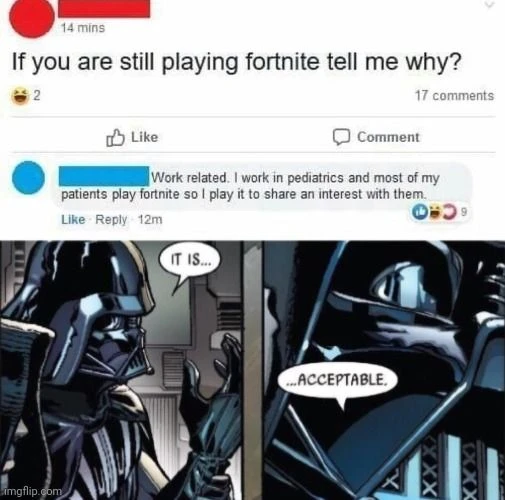 14 mins
If you are still playing fortnite tell me why?
2
17 comments
Like
Comment
Work related. I work in pediatrics and most of my
patients play fortnite so I play it to share an interest with them.
9
Like · Reply · 12m
IT IS...
...ACCEPTABLE.
imgflip.com